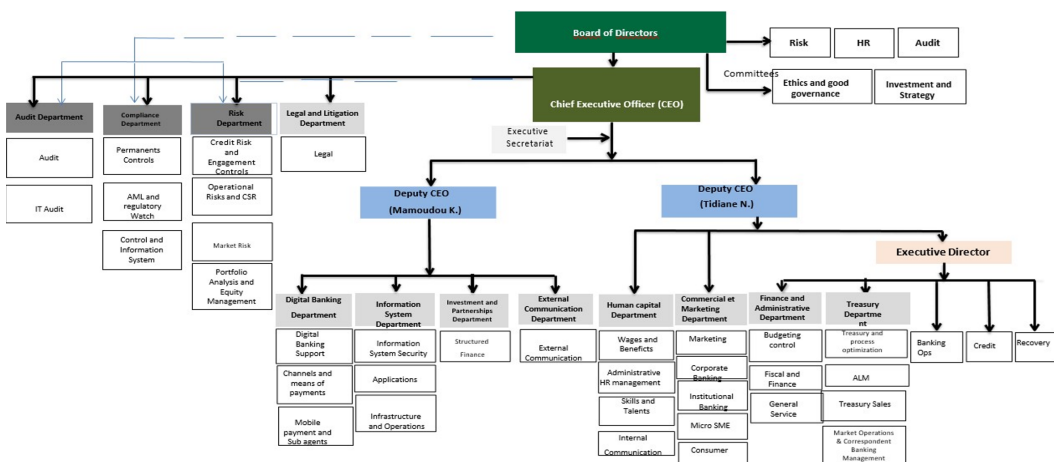 Board of Directors
Risk
HR
Audit
Committees
Ethics and good
governance
Investment and
Strategy
Chief Executive Officer (CEO)
Audit Department
Compliance
Department
Risk
Department
Legal and Litigation
Department
Executive
Secretariat
Audit
IT Audit
Permanents
Controls
AML and
regulatory
Watch
Control and
Information
System
Credit Risk
and
Engagement
Controls
Operational
Risks and CSR
Market Risk
Portfolio
Analysis and
Equity
Management
Legal
Deputy CEO
(Mamoudou K.)
Deputy CEO
(Tidiane N.)
Executive Director
Digital Banking
Department
Information
System
Department
Investment and
Partnerships
Department
External
Communication
Department
Human capital
Department
Commercial et
Marketing
Department
Finance and
Administrative
Department
Treasury
Departme
nt
Digital
Banking
Support
Channels and
means of
payments
Mobile
payment and
Sub agents
Information
System Security
Applications
Infrastructure
and Operations
Structured
Finance
External
Communication
Wages and
Beneficts
Administrative
HR management
Skills and
Talents
Internal
Communication
Marketing
Corporate
Banking
Institutional
Banking
Micro SME
Consumer
Budgeting
control
Fiscal and
Finance
General
Service
Treasury and
process
optimization
ALM
Treasury Sales
Market Operations
& Correspondent
Banking
Management
Banking
Ops
Credit
Recovery